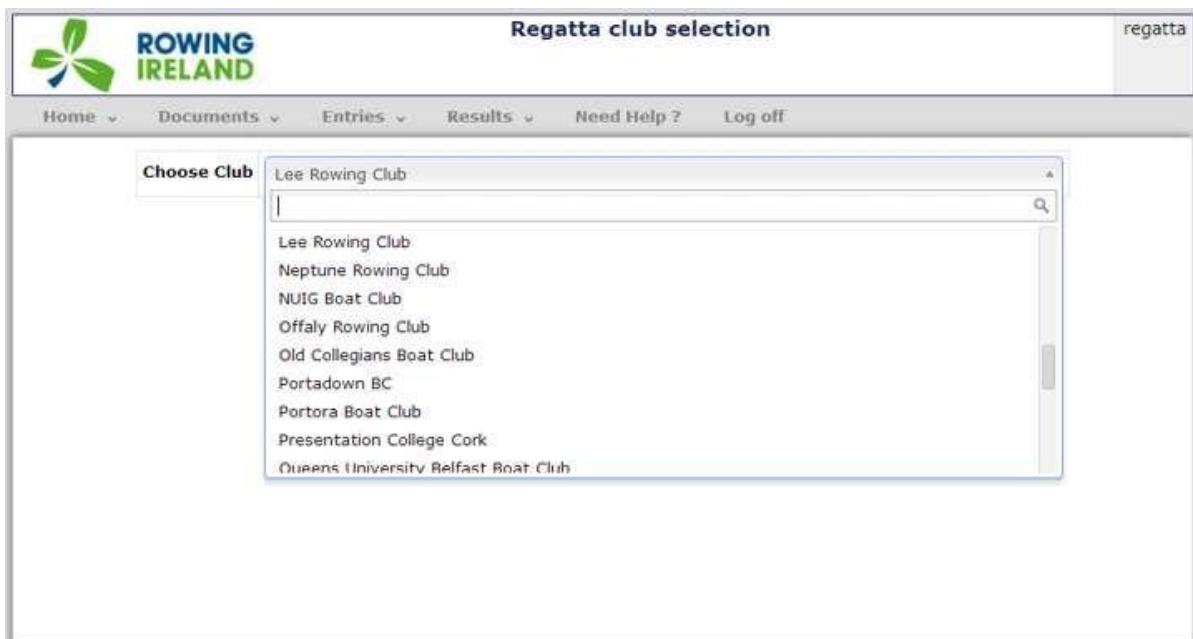 ROWING
IRELAND
Regatta club selection
regatta
Home
Documents
Entries
Results
Need Help ?
Log off
Choose Club
Lee Rowing Club
Lee Rowing Club
Neptune Rowing Club
NUIG Boat Club
Offaly Rowing Club
Old Collegians Boat Club
Portadown BC
Portora Boat Club
Presentation College Cork
Queens University Belfast Boat Club